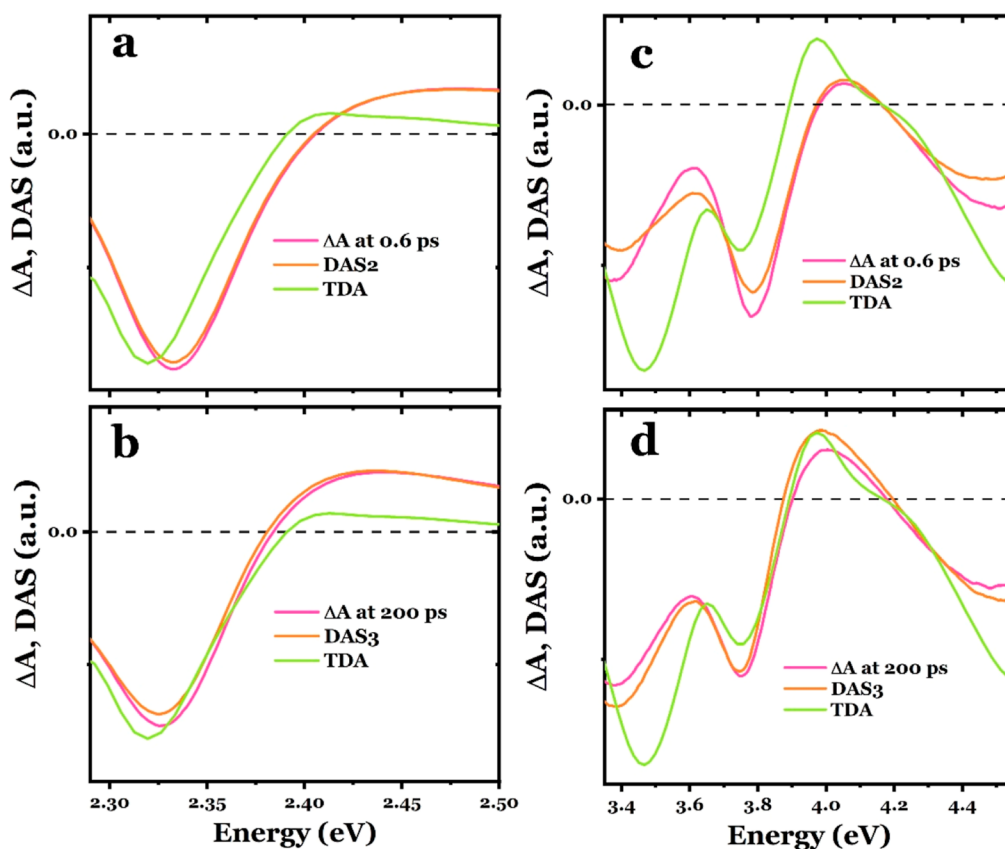 a
ΔA, DAS (a.u.)
0.0
ΔA at 0.6 ps
DAS2
TDA
b
ΔA, DAS (a.u.)
0.0
ΔA at 200 ps
DAS3
TDA
2.30 2.35 2.40 2.45 2.50
Energy (eV)
c
ΔA, DAS (a.u.)
0.0
ΔA at 0.6 ps
DAS2
TDA
d
ΔA, DAS (a.u.)
0.0
ΔA at 200 ps
DAS3
TDA
3.4 3.6 3.8 4.0 4.2 4.4
Energy (eV)